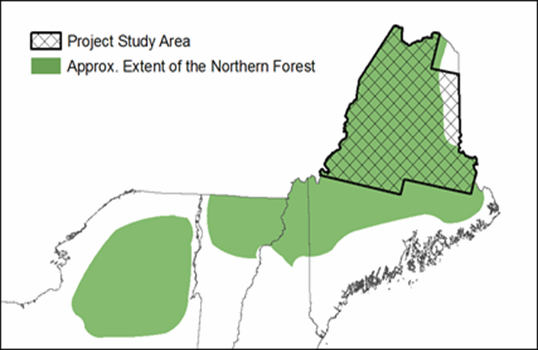 Project Study Area
Approx. Extent of the Northern Forest